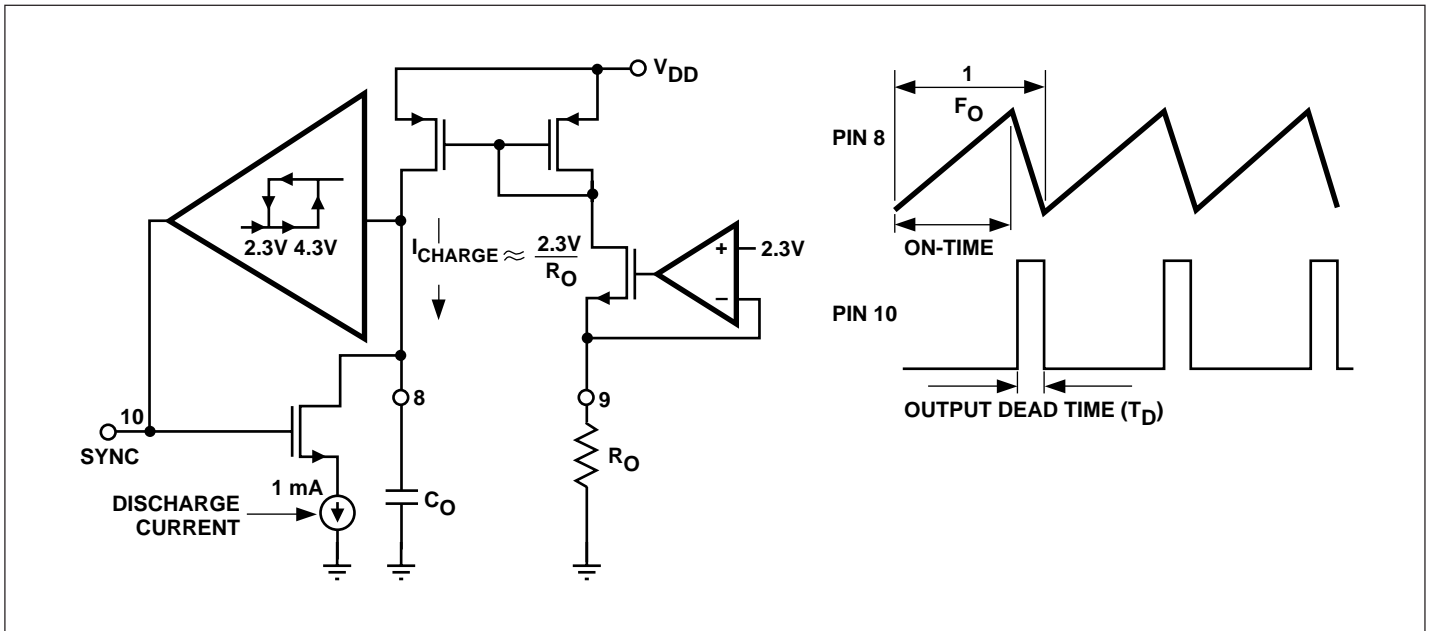 V_DD
2.3V 4.3V
I_CHARGE ≈ 2.3V
R_O
+
2.3V
–
10
SYNC
8
9
R_O
1 mA
DISCHARGE
CURRENT
C_O
1
F_O
PIN 8
ON-TIME
PIN 10
OUTPUT DEAD TIME (T_D)